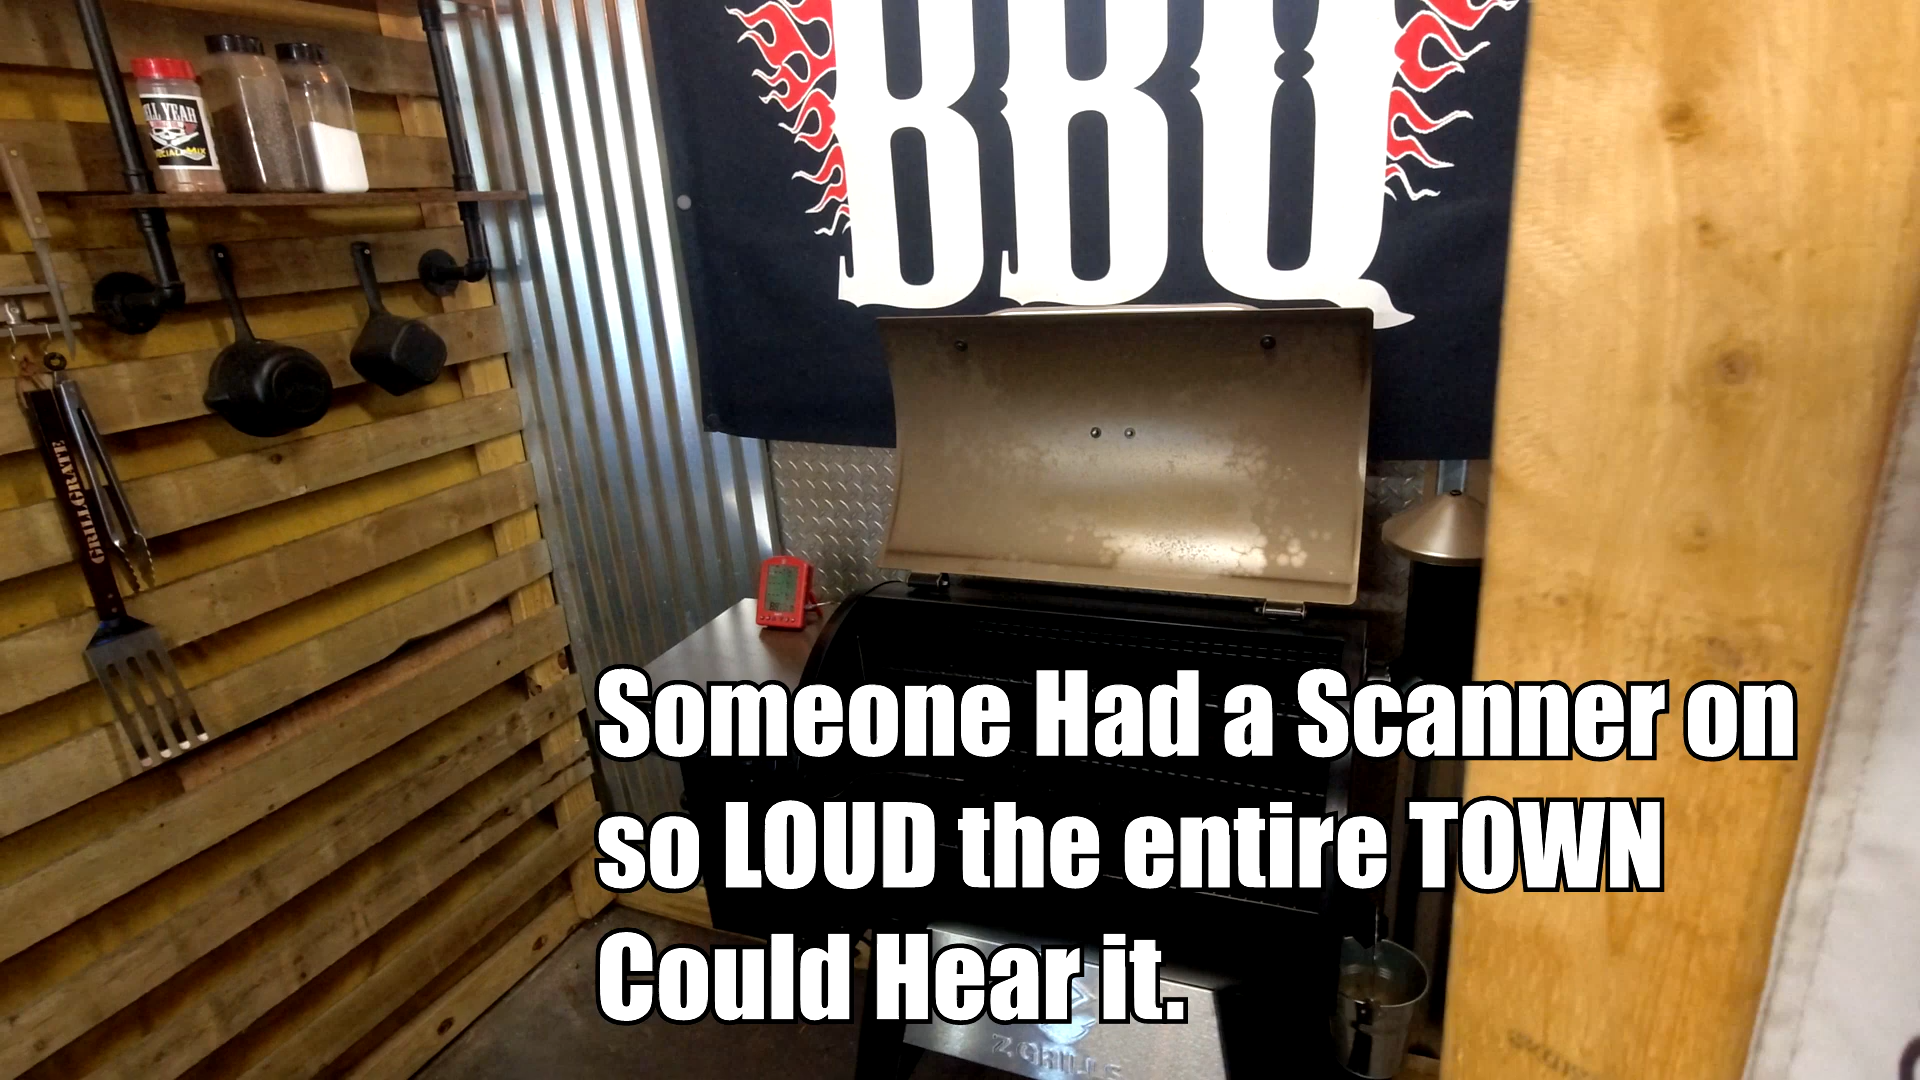 BBQ
GRILLGRATE
Someone Had a Scanner on
so LOUD the entire TOWN
Could Hear it.
Z GRILLS